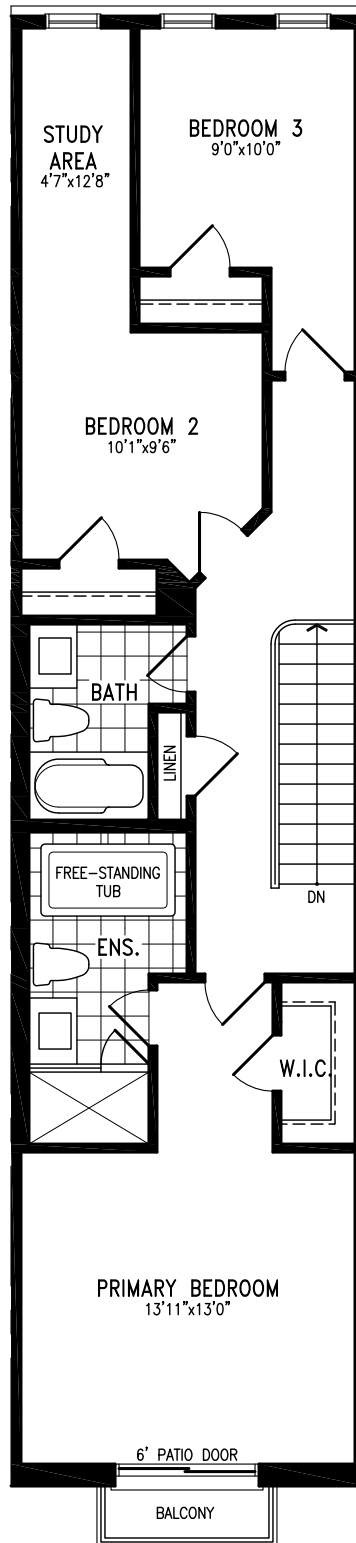 STUDY
AREA
4'7"x12'8"
BEDROOM 3
9'0"x10'0"
BEDROOM 2
10'1"x9'6"
BATH
LINEN
FREE-STANDING
TUB
DN
ENS.
W.I.C.
PRIMARY BEDROOM
13'11"x13'0"
6' PATIO DOOR
BALCONY